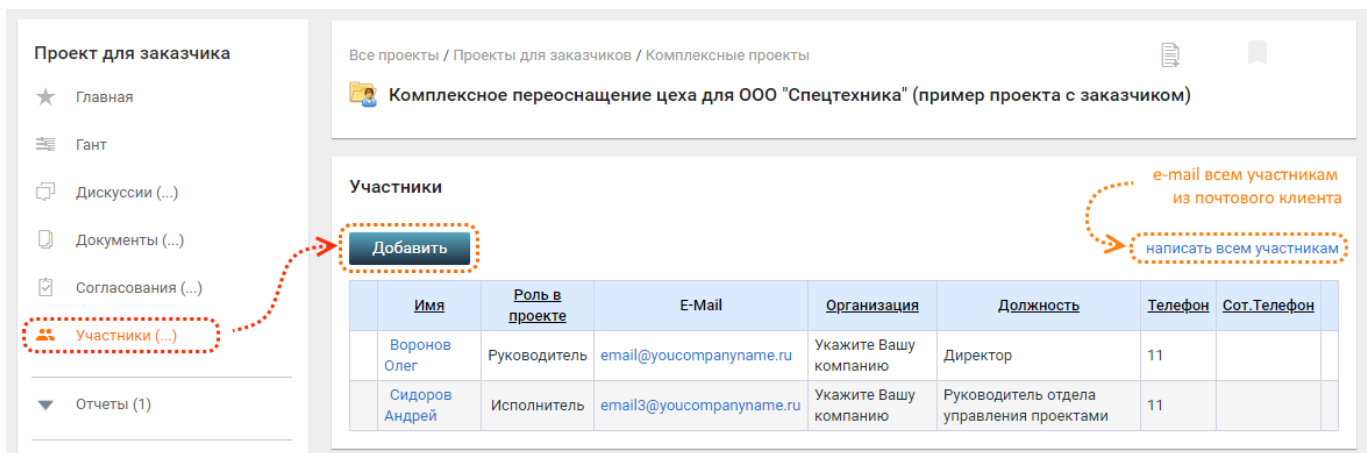 Проект для заказчика
Главная
Гант
Дискуссии (...)
Документы (...)
Согласования (...)
Участники (...)
Отчеты (1)
Все проекты / Проекты для заказчиков / Комплексные проекты
Комплексное переоснащение цеха для ООО "Спецтехника" (пример проекта с заказчиком)
Участники
e-mail всем участникам
из почтового клиента
Добавить
написать всем участникам
Имя Роль в проекте E-Mail Организация Должность Телефон Сот.Телефон
Воронов Олег Руководитель email@youcompanyname.ru Укажите Вашу компанию Директор 11
Сидоров Андрей Исполнитель email3@youcompanyname.ru Укажите Вашу компанию Руководитель отдела управления проектами 11